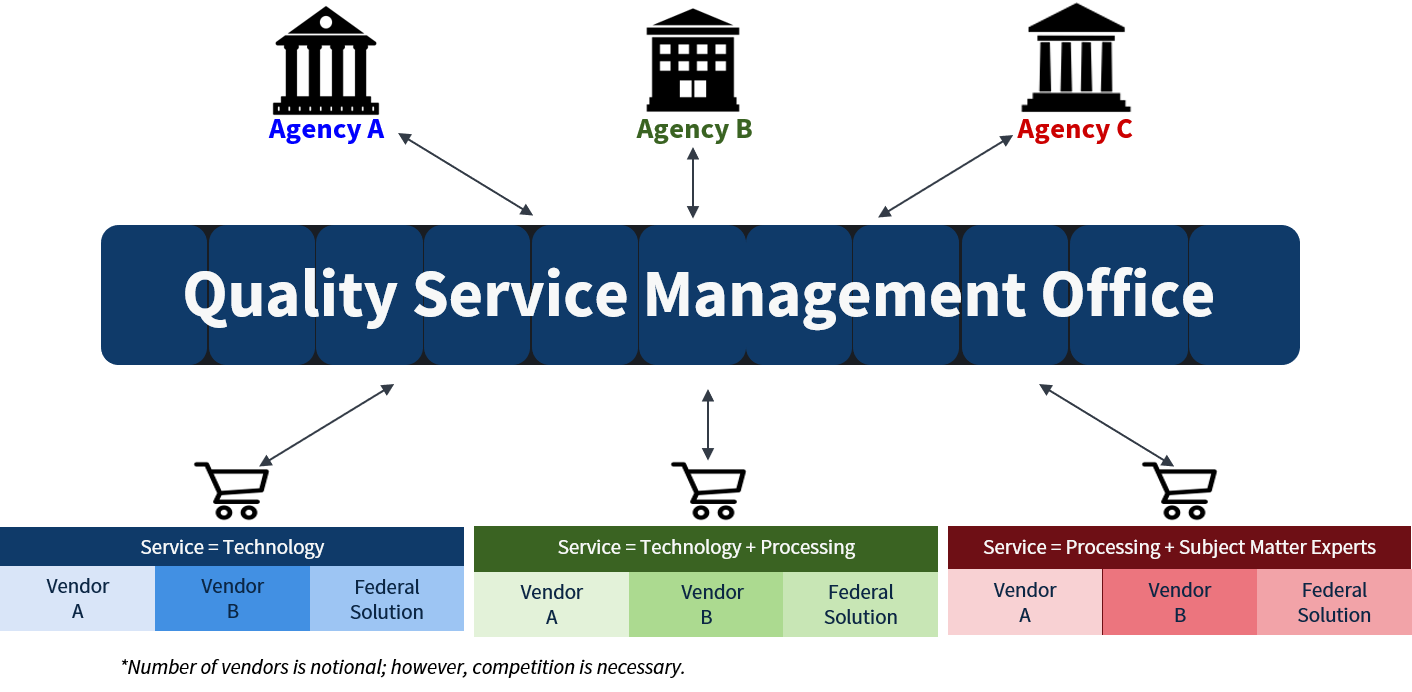 Agency A
Agency B
Agency C
Quality Service Management Office
Service = Technology
Vendor
A
Vendor
B
Federal
Solution
Service = Technology + Processing
Vendor
A
Vendor
B
Federal
Solution
Service = Processing + Subject Matter Experts
Vendor
A
Vendor
B
Federal
Solution
*Number of vendors is notional; however, competition is necessary.